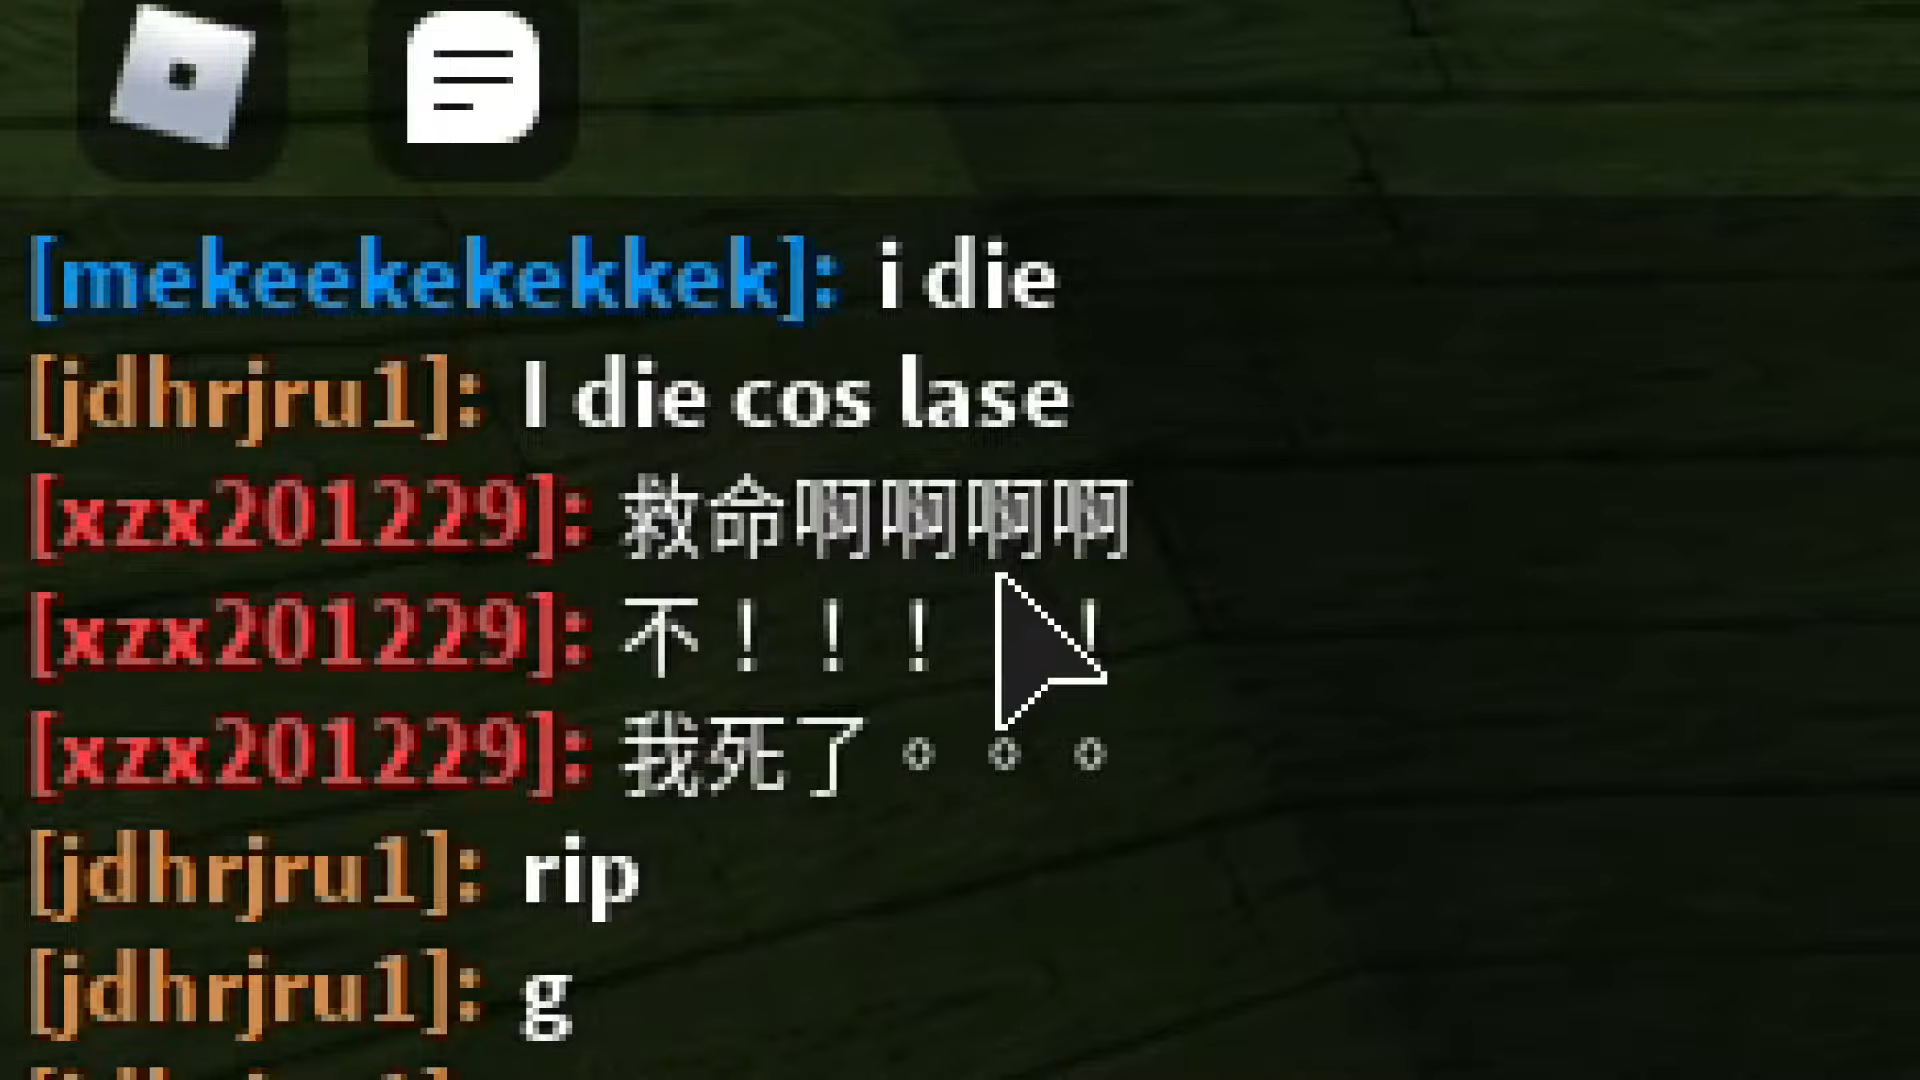 [mekeekekekkek]: i die
[jdhrjru1]: I die cos lase
[xzx201229]: 救命啊啊啊啊
[xzx201229]: 不！！！ ！
[xzx201229]: 我死了。。。
[jdhrjru1]: rip
[jdhrjru1]: g